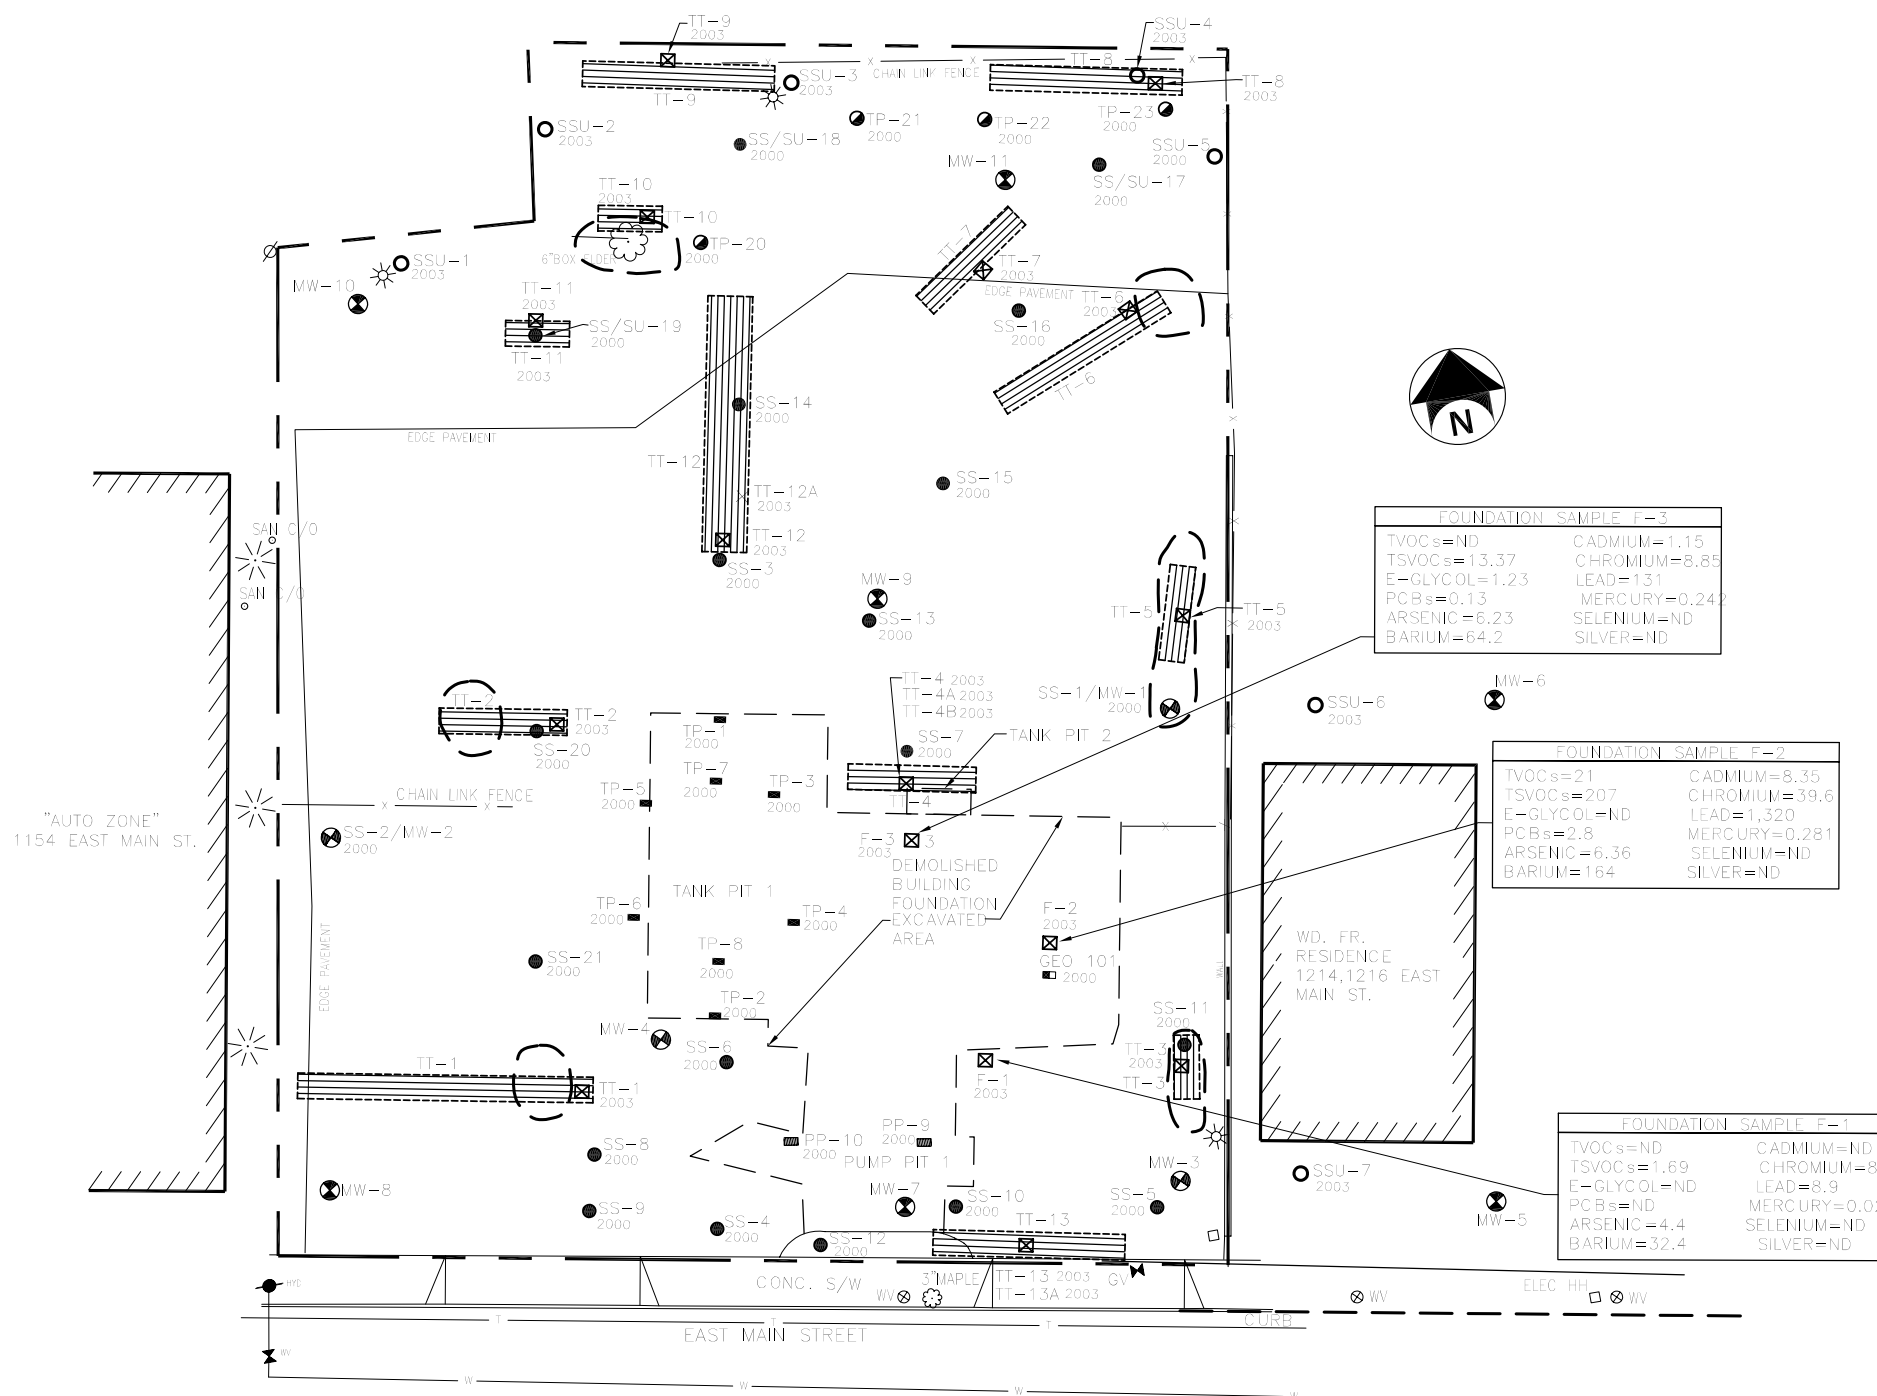 TT-9
2003
SSU-4
2003
TT-8
CHAIN LINK FENCE
SSU-3
2003
TT-8
2003
TT-9
TP-21
2000
TP-22
2000
TP-23
2000
SSU-2
2003
SS/SU-18
2000
SSU-5
2000
MW-11
SS/SU-17
2000
TT-10
2003
TT-10
TP-20
2000
6"BOX ELDER
TT-7
TT-7
2003
SSU-1
2003
MW-10
TT-11
2003
EDGE PAVEMENT
TT-6
2003
SS/SU-19
2000
SS-16
2000
TT-11
2003
TT-6
SS-14
2000
N
EDGE PAVEMENT
TT-12
SS-15
2000
TT-12A
2003
SAN C/O
TT-12
2003
SS-3
2000
SAN C/O
MW-9
SS-13
2000
TT-5
TT-5
2003
FOUNDATION SAMPLE F-3
TVOCs=ND CADMIUM=1.15
TSVOCs=13.37 CHROMIUM=8.85
E-GLYCOL=1.23 LEAD=131
PCBs=0.13 MERCURY=0.242
ARSENIC=6.23 SELENIUM=ND
BARIUM=64.2 SILVER=ND
TT-4 2003
TT-4A 2003
TT-4B 2003
SS-1/MW-1
2000
MW-6
SSU-6
2003
TT-2
TT-2
2003
SS-20
2000
TP-1
2000
SS-7
2000
TANK PIT 2
TP-7
2000
TP-5
2000
TP-3
2000
TT-4
FOUNDATION SAMPLE F-2
TVOCs=21 CADMIUM=8.35
TSVOCs=207 CHROMIUM=39.6
E-GLYCOL=ND LEAD=1,320
PCBs=2.8 MERCURY=0.281
ARSENIC=6.36 SELENIUM=ND
BARIUM=164 SILVER=ND
CHAIN LINK FENCE
"AUTO ZONE"
1154 EAST MAIN ST.
SS-2/MW-2
2000
F-3
2003
3
DEMOLISHED
BUILDING
FOUNDATION
EXCAVATED
AREA
TANK PIT 1
TP-6
2000
TP-4
2000
F-2
2003
GEO 101
2000
WD. FR.
RESIDENCE
1214,1216 EAST
MAIN ST.
WALL
EDGE PAVEMENT
SS-21
2000
TP-8
2000
TP-2
2000
MW-4
SS-6
2000
SS-11
2000
TT-3
2003
TT-3
TT-1
TT-1
2003
F-1
2003
PP-10
2000
PP-9
2000
PUMP PIT 1
FOUNDATION SAMPLE F-1
TVOCs=ND CADMIUM=ND
TSVOCs=1.69 CHROMIUM=8
E-GLYCOL=ND LEAD=8.9
PCBs=ND MERCURY=0.02
ARSENIC=4.4 SELENIUM=ND
BARIUM=32.4 SILVER=ND
SS-8
2000
MW-3
SSU-7
2003
MW-8
SS-9
2000
MW-7
SS-10
2000
SS-5
2000
MW-5
SS-4
2000
SS-12
2000
TT-13
HYD
CONC. S/W
3"MAPLE
WV
TT-13 2003
TT-13A 2003
GV
WV
ELEC HH
WV
T
T
T
EAST MAIN STREET
CURB
WV
W
W
W
W